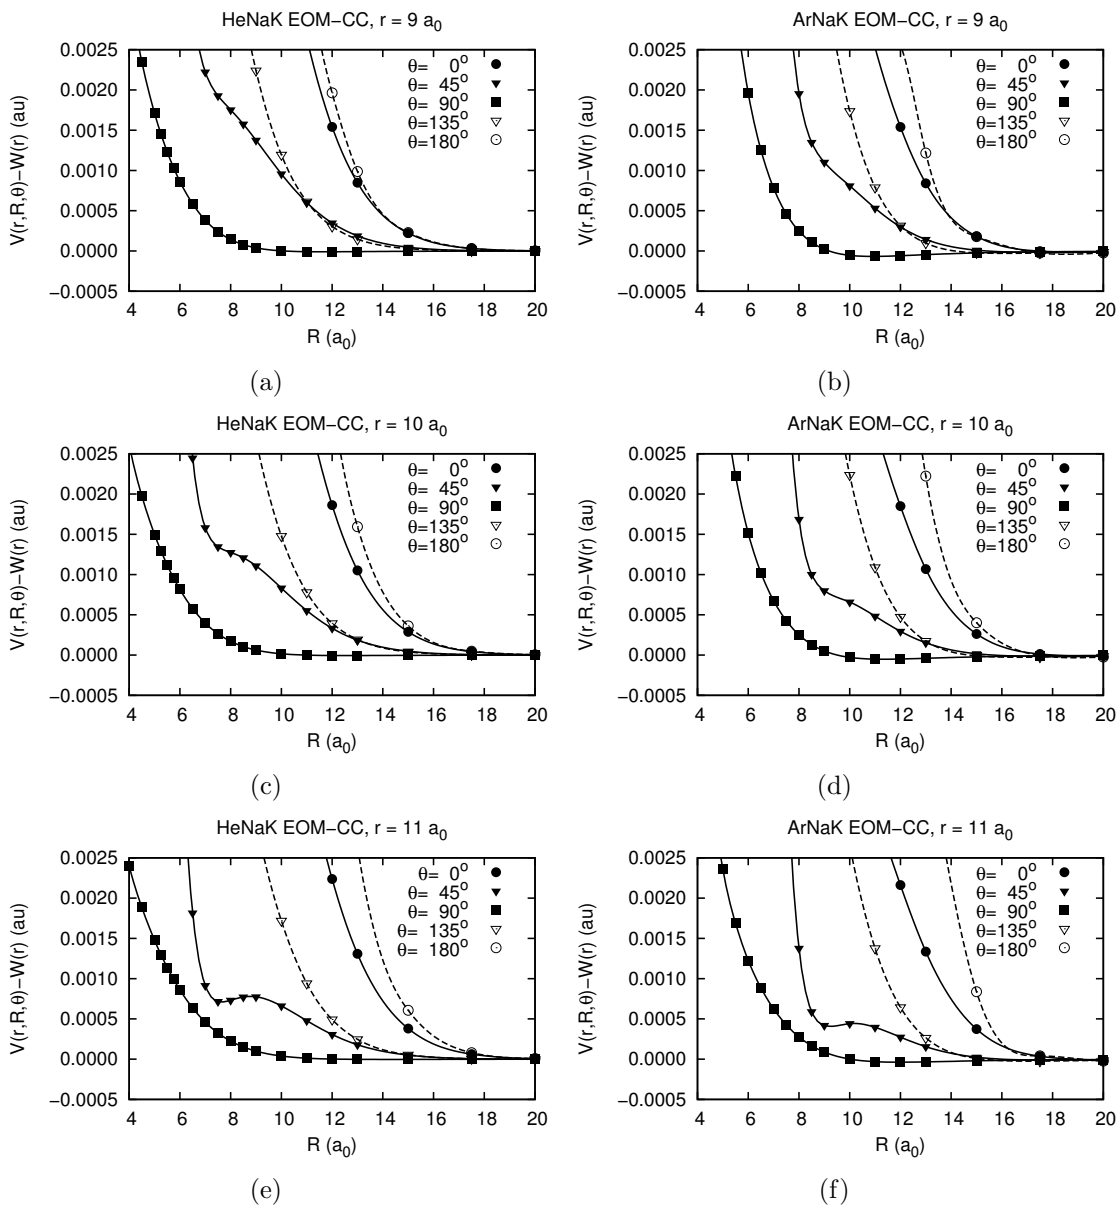 HeNaK EOM−CC, r = 9 a0
V(r,R,θ)−W(r) (au)
0.0025
0.0020
0.0015
0.0010
0.0005
0.0000
−0.0005
4 6 8 10 12 14 16 18 20
R (a0)
θ= 0o
θ= 45o
θ= 90o
θ=135o
θ=180o
(a)
ArNaK EOM−CC, r = 9 a0
V(r,R,θ)−W(r) (au)
0.0025
0.0020
0.0015
0.0010
0.0005
0.0000
−0.0005
4 6 8 10 12 14 16 18 20
R (a0)
θ= 0o
θ= 45o
θ= 90o
θ=135o
θ=180o
(b)
HeNaK EOM−CC, r = 10 a0
V(r,R,θ)−W(r) (au)
0.0025
0.0020
0.0015
0.0010
0.0005
0.0000
−0.0005
4 6 8 10 12 14 16 18 20
R (a0)
θ= 0o
θ= 45o
θ= 90o
θ=135o
θ=180o
(c)
ArNaK EOM−CC, r = 10 a0
V(r,R,θ)−W(r) (au)
0.0025
0.0020
0.0015
0.0010
0.0005
0.0000
−0.0005
4 6 8 10 12 14 16 18 20
R (a0)
θ= 0o
θ= 45o
θ= 90o
θ=135o
θ=180o
(d)
HeNaK EOM−CC, r = 11 a0
V(r,R,θ)−W(r) (au)
0.0025
0.0020
0.0015
0.0010
0.0005
0.0000
−0.0005
4 6 8 10 12 14 16 18 20
R (a0)
θ= 0o
θ= 45o
θ= 90o
θ= 135o
θ= 180o
(e)
ArNaK EOM−CC, r = 11 a0
V(r,R,θ)−W(r) (au)
0.0025
0.0020
0.0015
0.0010
0.0005
0.0000
−0.0005
4 6 8 10 12 14 16 18 20
R (a0)
θ= 0o
θ= 45o
θ= 90o
θ=135o
θ=180o
(f)